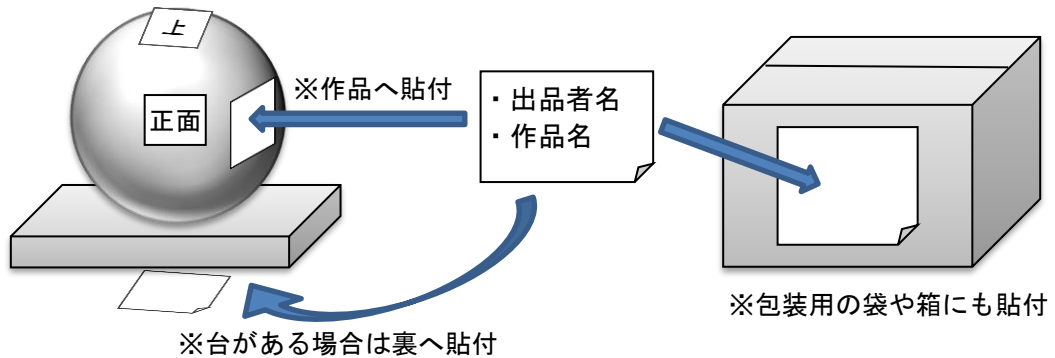 上
正面
※作品へ貼付
・出品者名
・作品名
※包装用の袋や箱にも貼付
※台がある場合は裏へ貼付